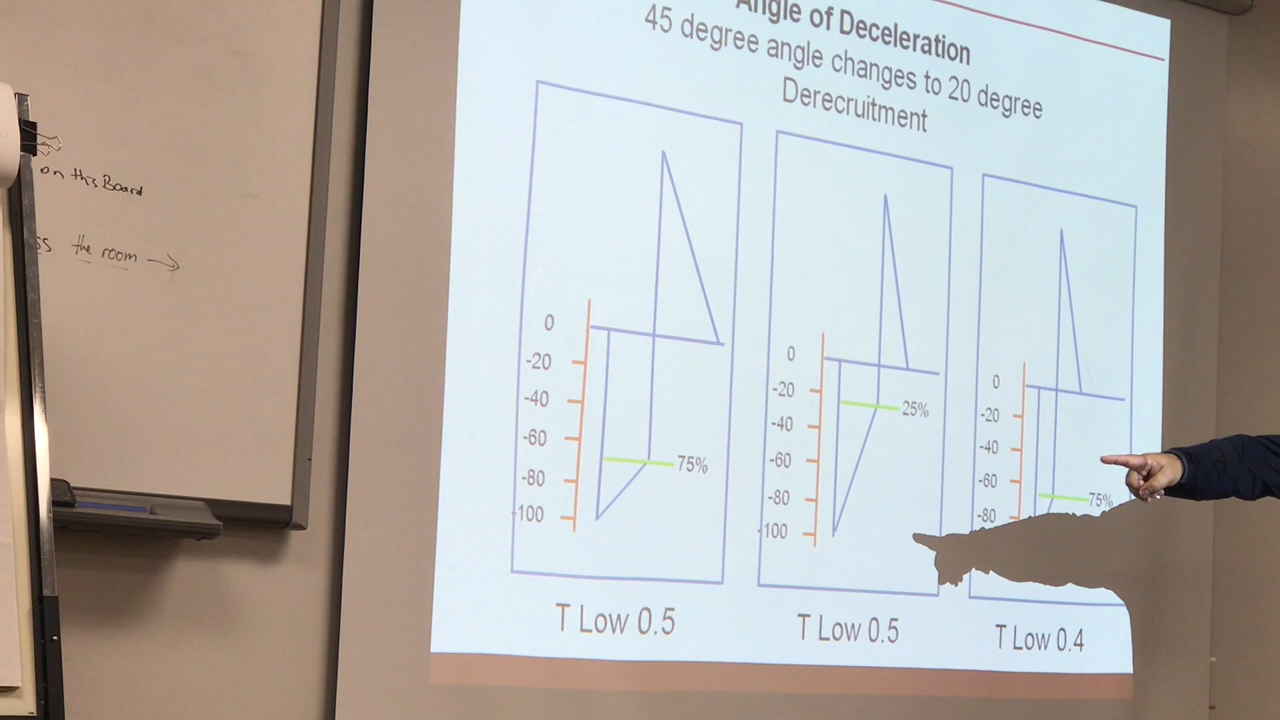 on this Board
the room →
Angle of Deceleration
45 degree angle changes to 20 degree
Derecruitment
0
-20
-40
-60
-80
100
75%
T Low 0.5
0
-20
-40
-60
-80
100
25%
T Low 0.5
0
-20
-40
-60
-80
75%
T Low 0.4